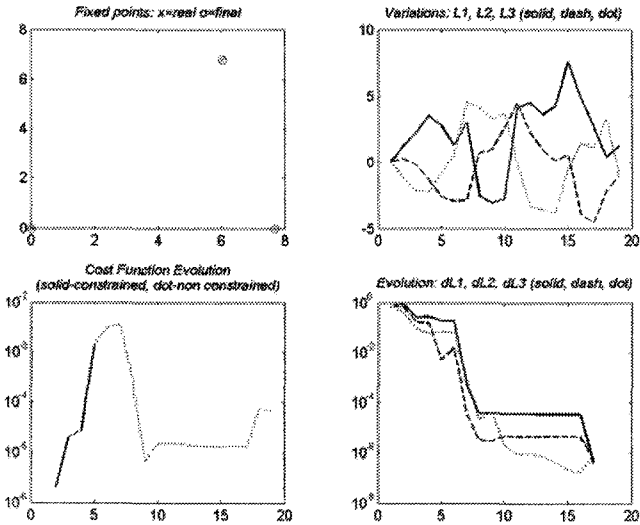 Fixed points: x=real o=final
8
6
4
2
0
0 2 4 6 8
Variations: L1, L2, L3 (solid, dash, dot)
10
5
0
-5
0 5 10 15 20
Cost Function Evolution
(solid-constrained, dot-non constrained)
0 5 10 15 20
Evolution: dL1, dL2, dL3 (solid, dash, dot)
10⁻⁴
0 5 10 15 20